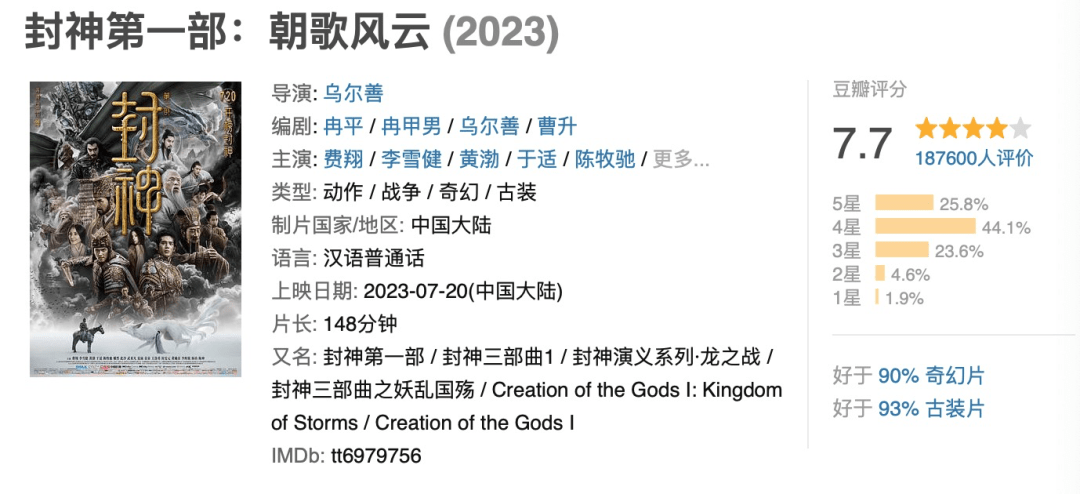 封神第一部：朝歌风云 (2023)
封神
导演: 乌尔善
编剧: 冉平 / 冉甲男 / 乌尔善 / 曹升
主演: 费翔 / 李雪健 / 黄渤 / 于适 / 陈牧驰 / 更多...
类型: 动作 / 战争 / 奇幻 / 古装
制片国家/地区: 中国大陆
语言: 汉语普通话
上映日期: 2023-07-20(中国大陆)
片长: 148分钟
又名: 封神第一部 / 封神三部曲1 / 封神演义系列·龙之战 /
封神三部曲之妖乱国殇 / Creation of the Gods I: Kingdom
of Storms / Creation of the Gods I
IMDb: tt6979756
豆瓣评分
7.7
187600人评价
5星 25.8%
4星 44.1%
3星 23.6%
2星 4.6%
1星 1.9%
好于 90% 奇幻片
好于 93% 古装片